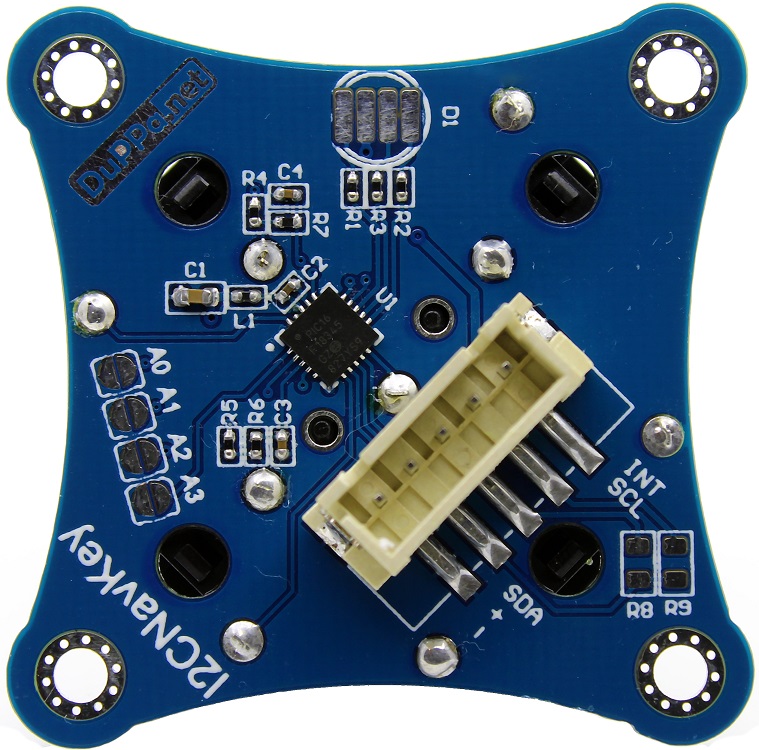 DuPPa.net
D1
R4
C4
R7
R1
R3
R2
C1
L1
C2
U1
PIC16
A0
A1
A2
A3
R5
R6
C3
INT
SCL
SDA
+
-
R8
R9
I2CNavKey